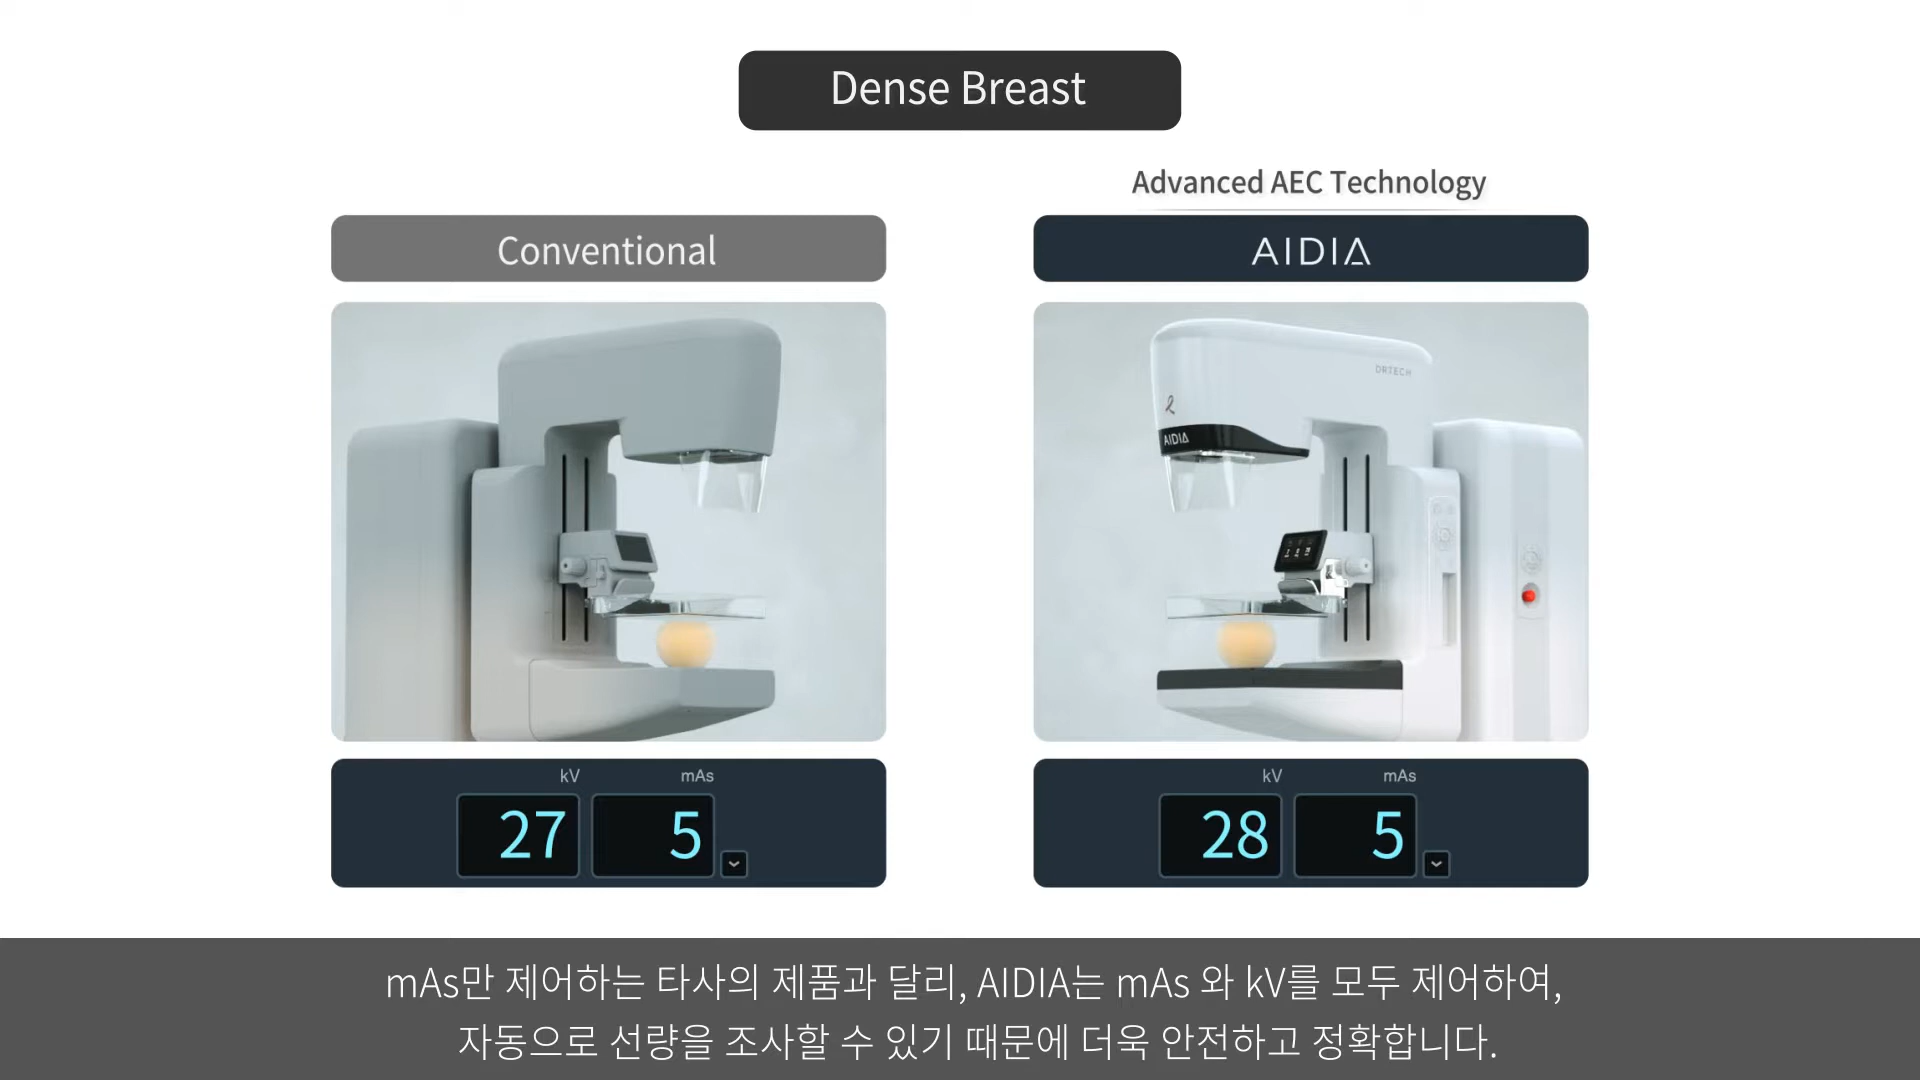 Dense Breast
Advanced AEC Technology
Conventional
AIDIA
DRTECH
AIDIA
kV mAs
27 5
kV mAs
28 5
mAs만 제어하는 타사의 제품과 달리, AIDIA는 mAs 와 kV를 모두 제어하여,
자동으로 선량을 조사할 수 있기 때문에 더욱 안전하고 정확합니다.